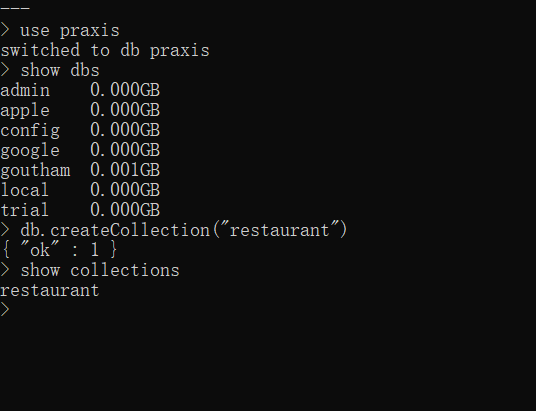 ---
> use praxis
switched to db praxis
> show dbs
admin    0.000GB
apple    0.000GB
config   0.000GB
google   0.000GB
goutham  0.001GB
local    0.000GB
trial    0.000GB
> db.createCollection("restaurant")
{ "ok" : 1 }
> show collections
restaurant
>